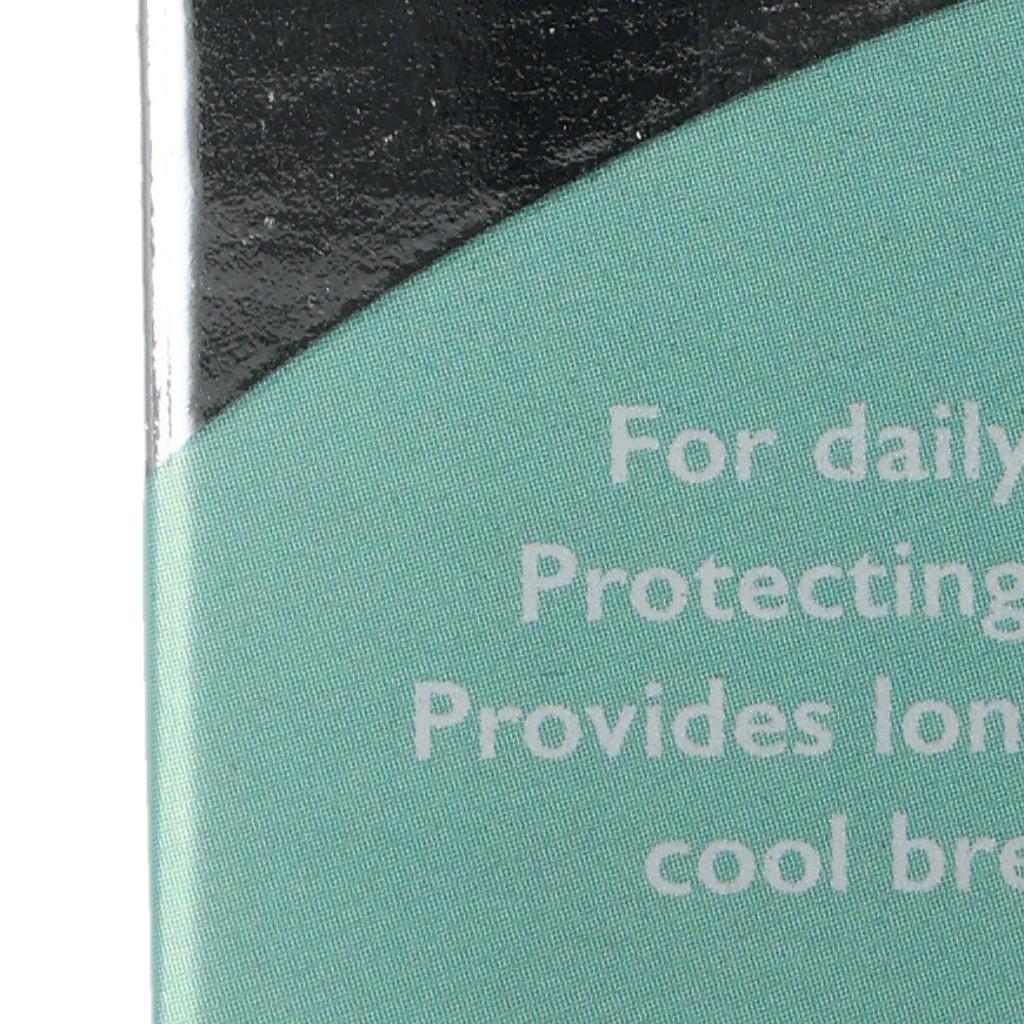 For daily
Protecting
Provides lon
cool bre